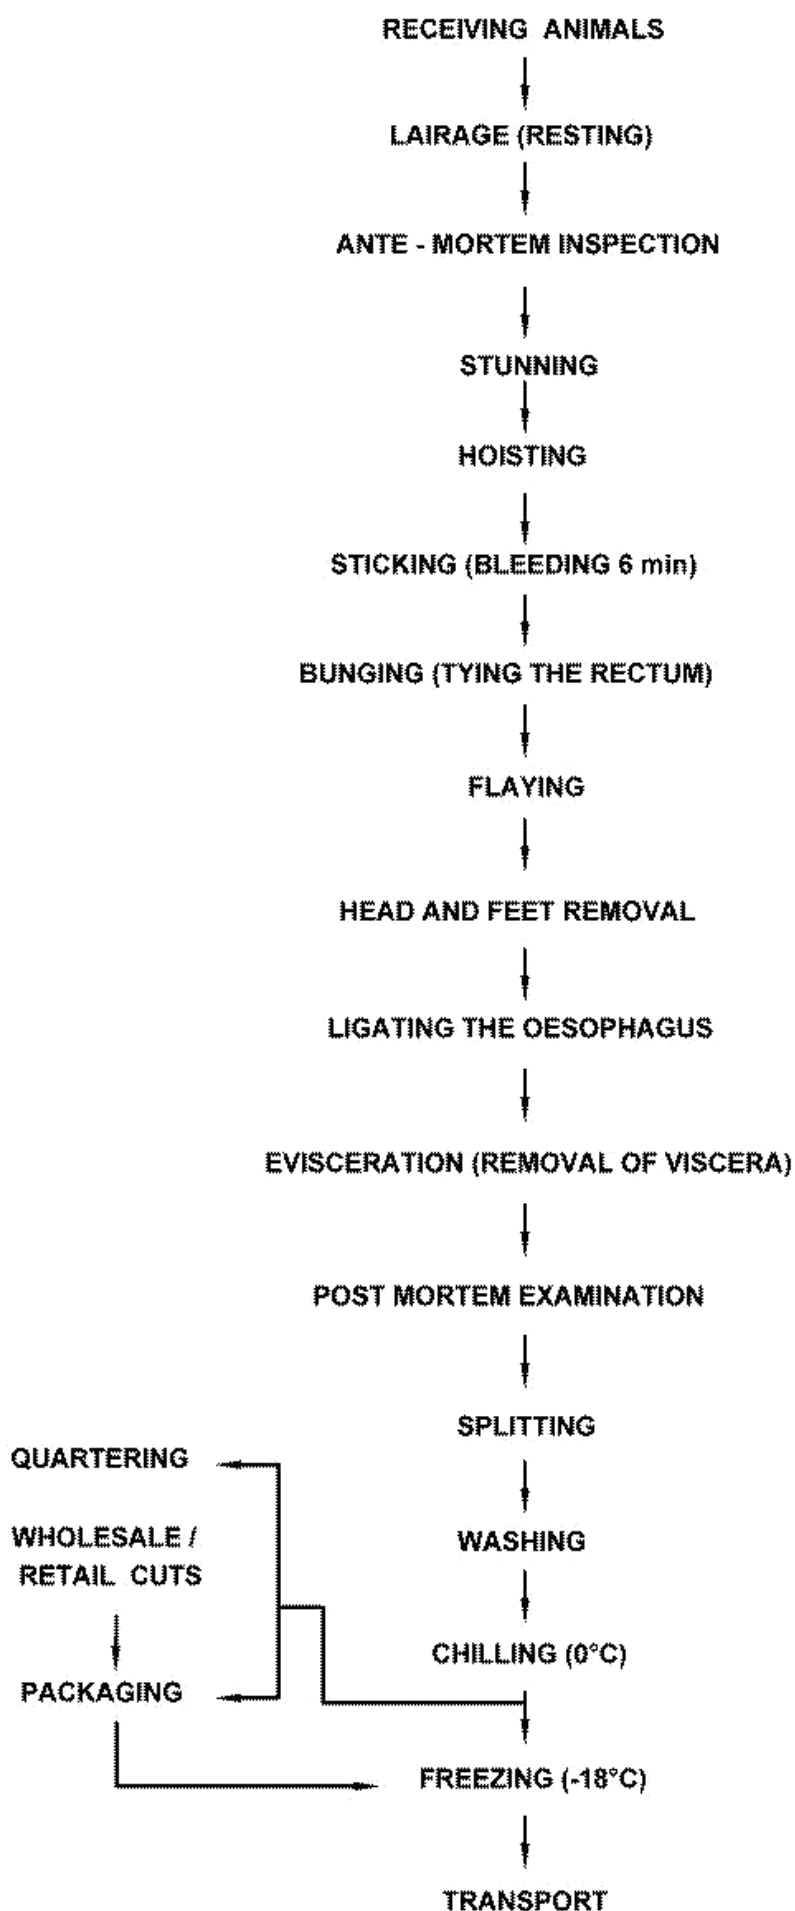 RECEIVING ANIMALS
LAIRAGE (RESTING)
ANTE - MORTEM INSPECTION
STUNNING
HOISTING
STICKING (BLEEDING 6 min)
BUNGING (TYING THE RECTUM)
FLAYING
HEAD AND FEET REMOVAL
LIGATING THE OESOPHAGUS
EVISCERATION (REMOVAL OF VISCERA)
POST MORTEM EXAMINATION
SPLITTING
QUARTERING
WHOLESALE /
RETAIL CUTS
WASHING
CHILLING (0°C)
PACKAGING
FREEZING (-18°C)
TRANSPORT